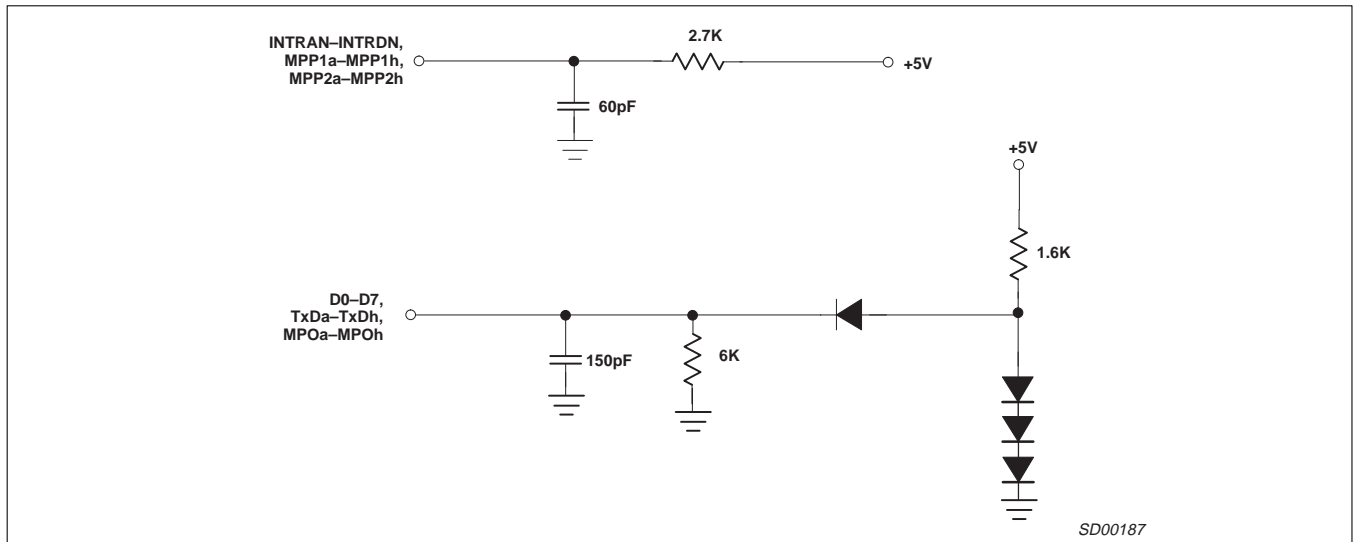 INTRAN–INTRDN,
MPP1a–MPP1h,
MPP2a–MPP2h
2.7K
+5V
60pF
+5V
1.6K
D0–D7,
TxDa–TxDh,
MPOa–MPOh
150pF
6K
SD00187